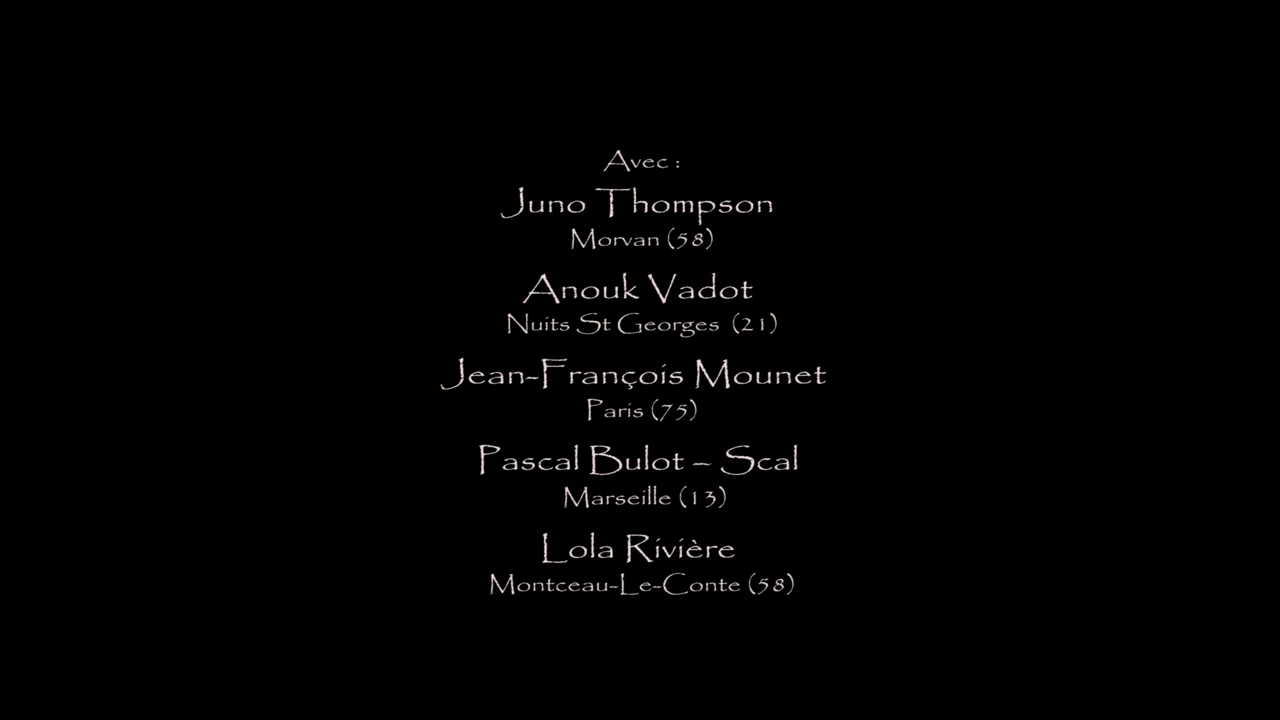 Avec :
Juno Thompson
Morvan (58)
Anouk Vadot
Nuits St Georges (21)
Jean-François Mounet
Paris (75)
Pascal Bulot – Scal
Marseille (13)
Lola Rivière
Montceau-Le-Conte (58)